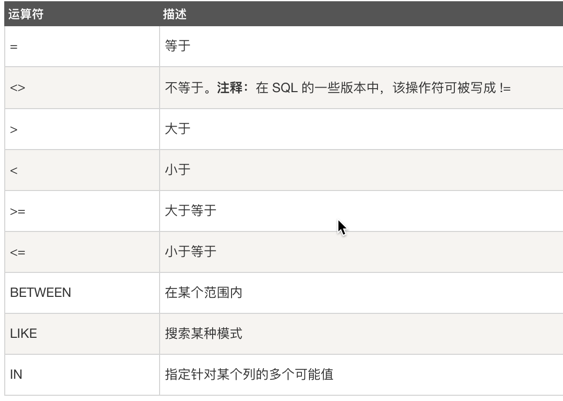 运算符 描述
= 等于
<> 不等于。注释：在 SQL 的一些版本中，该操作符可被写成 !=
> 大于
< 小于
>= 大于等于
<= 小于等于
BETWEEN 在某个范围内
LIKE 搜索某种模式
IN 指定针对某个列的多个可能值